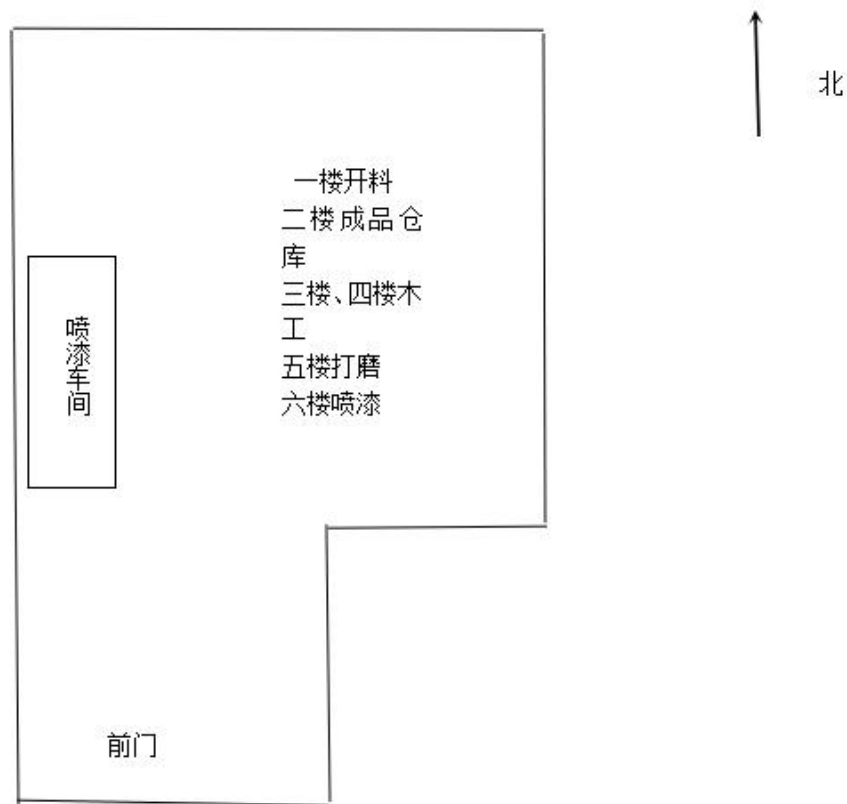 北
一楼开料
二楼成品仓
库
三楼、四楼木
工
五楼打磨
六楼喷漆
喷漆车间
前门